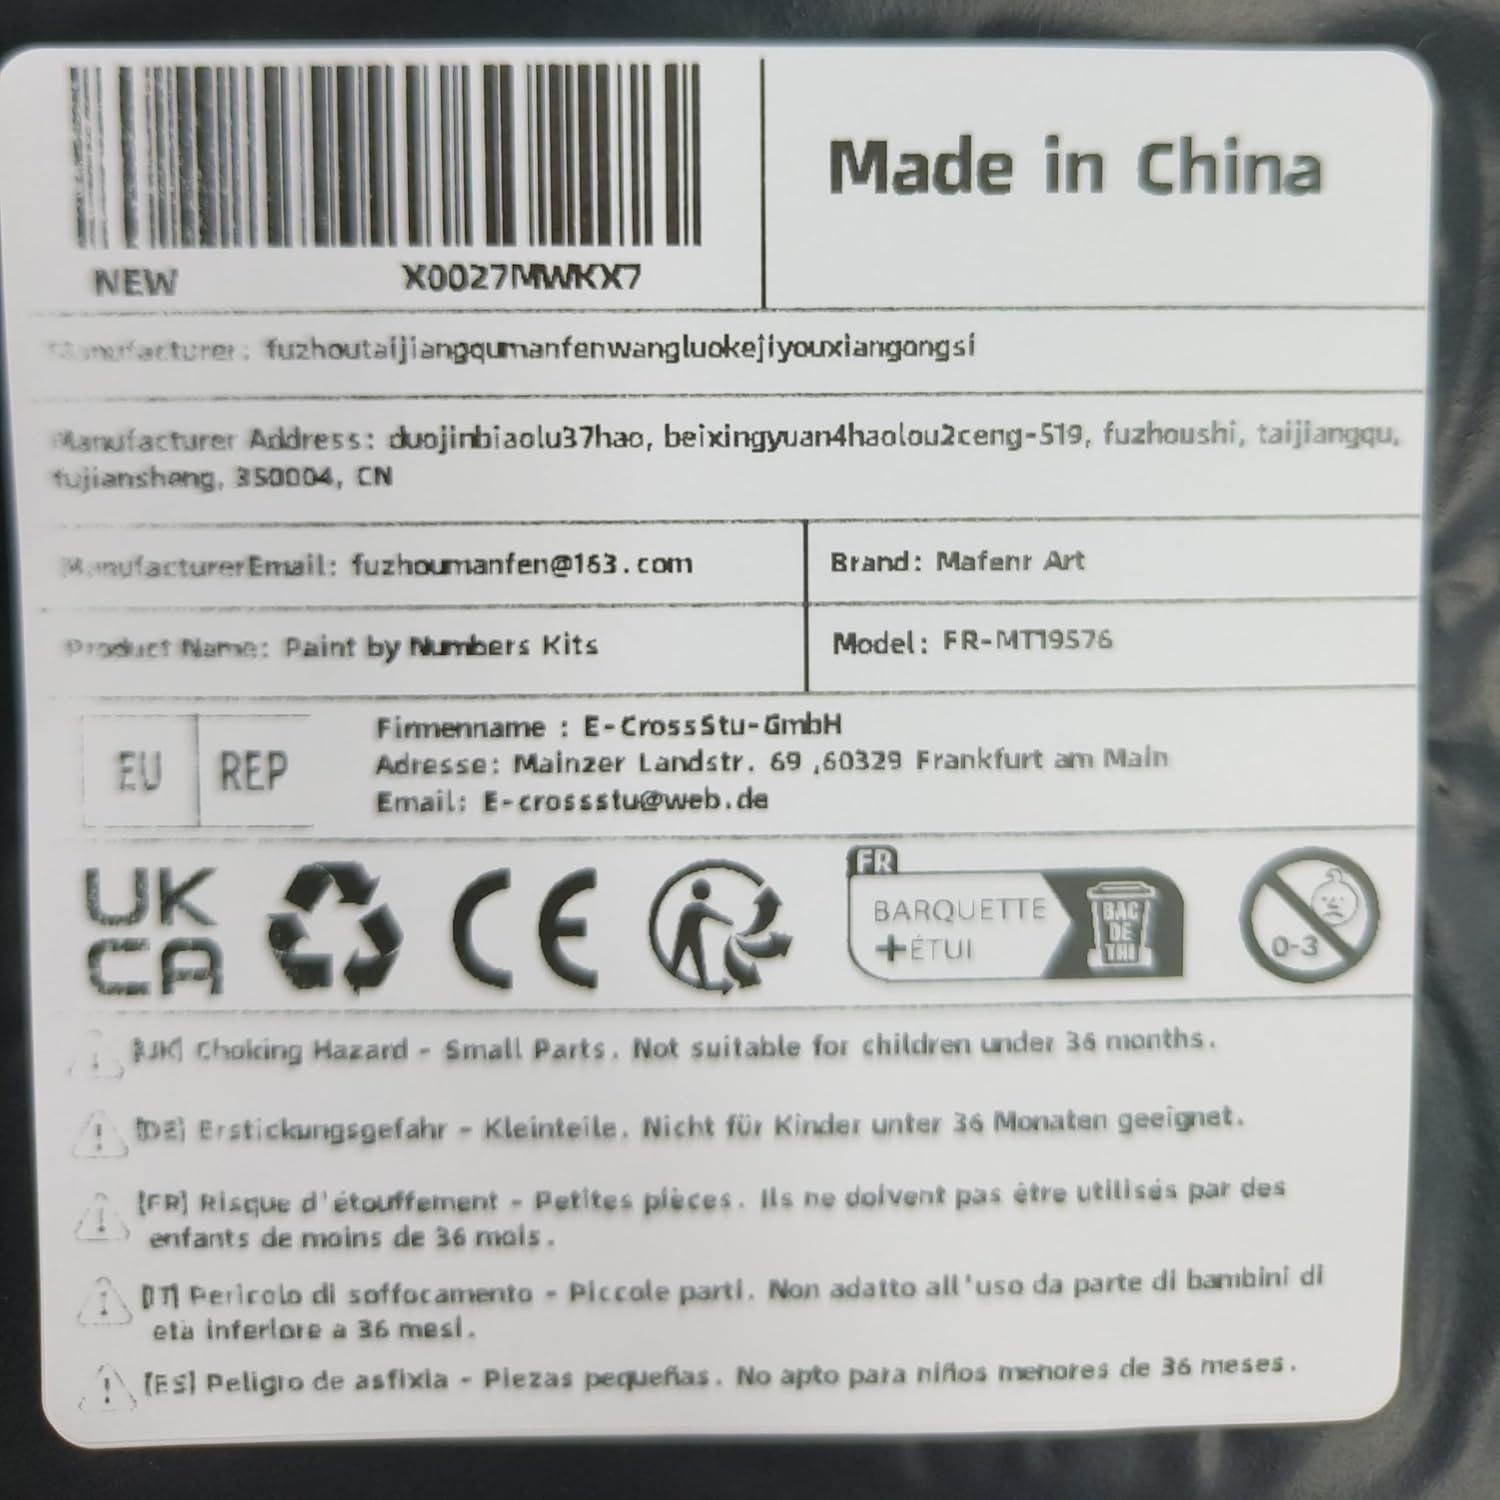 Made in China
NEW X0027MWKX7
Manufacturer: fuzhoutaijiangqumanfenwangluokejiyouxiangongsi
Manufacturer Address: duojinbiaolu37hao, beixingyuan4haolou2ceng-519, fuzhoushi, taijiangqu,
fujiansheng, 350004, CN
ManufacturerEmail: fuzhoumanfen@163.com
Brand: Mafenr Art
Product Name: Paint by Numbers Kits
Model: FR-MT19576
EU REP
Firmenname : E-CrossStu-GmbH
Adresse: Mainzer Landstr. 69 ,60329 Frankfurt am Main
Email: E-crossstu@web.de
UK
CA
CE
FR
BARQUETTE
+ÉTUI
BAC
DE
TRI
0-3
[UK] Choking Hazard - Small Parts. Not suitable for children under 36 months.
[DE] Erstickungsgefahr - Kleinteile. Nicht für Kinder unter 36 Monaten geeignet.
[FR] Risque d'étouffement - Petites pièces. Ils ne doivent pas être utilisés par des
enfants de moins de 36 mois.
[IT] Pericolo di soffocamento - Piccole parti. Non adatto all'uso da parte di bambini di
età inferiore a 36 mesi.
[ES] Peligro de asfixia - Piezas pequeñas. No apto para niños menores de 36 meses.